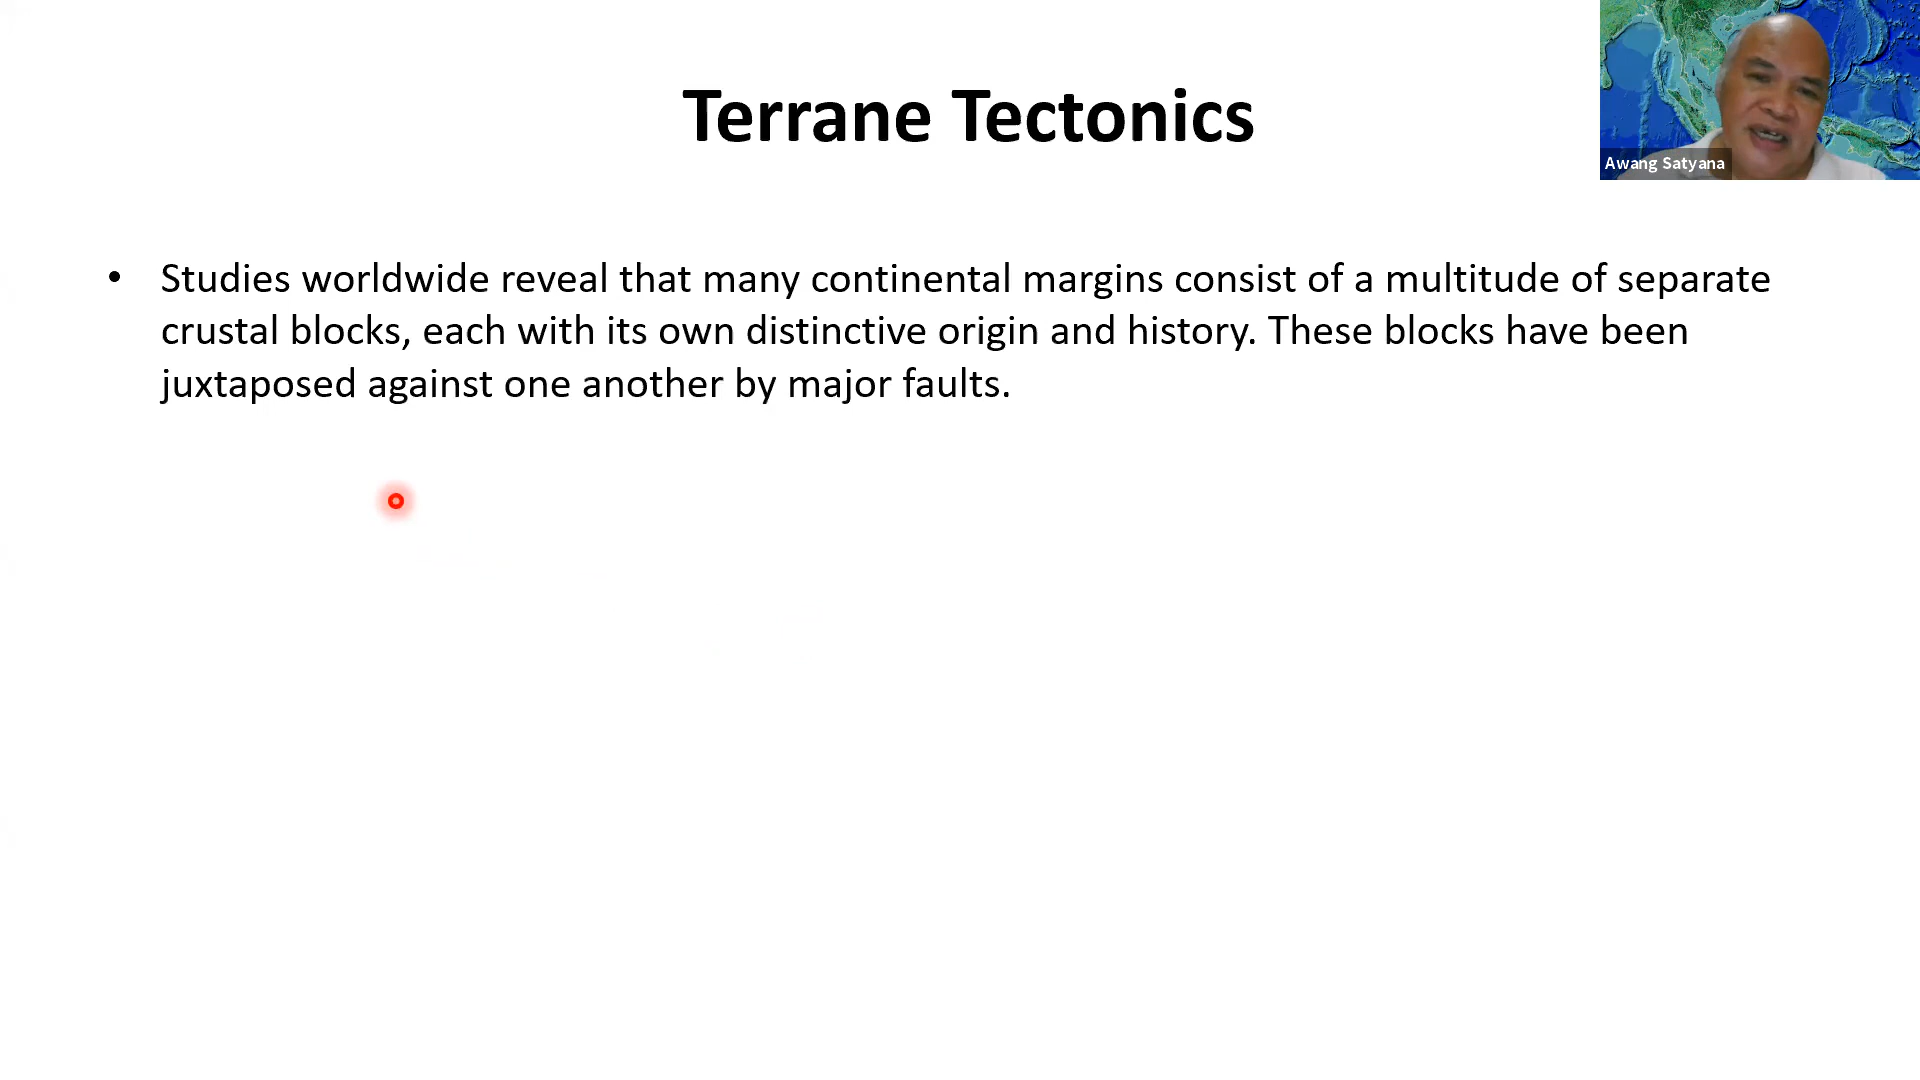 Terrane Tectonics
Awang Satyana
• Studies worldwide reveal that many continental margins consist of a multitude of separate
crustal blocks, each with its own distinctive origin and history. These blocks have been
juxtaposed against one another by major faults.